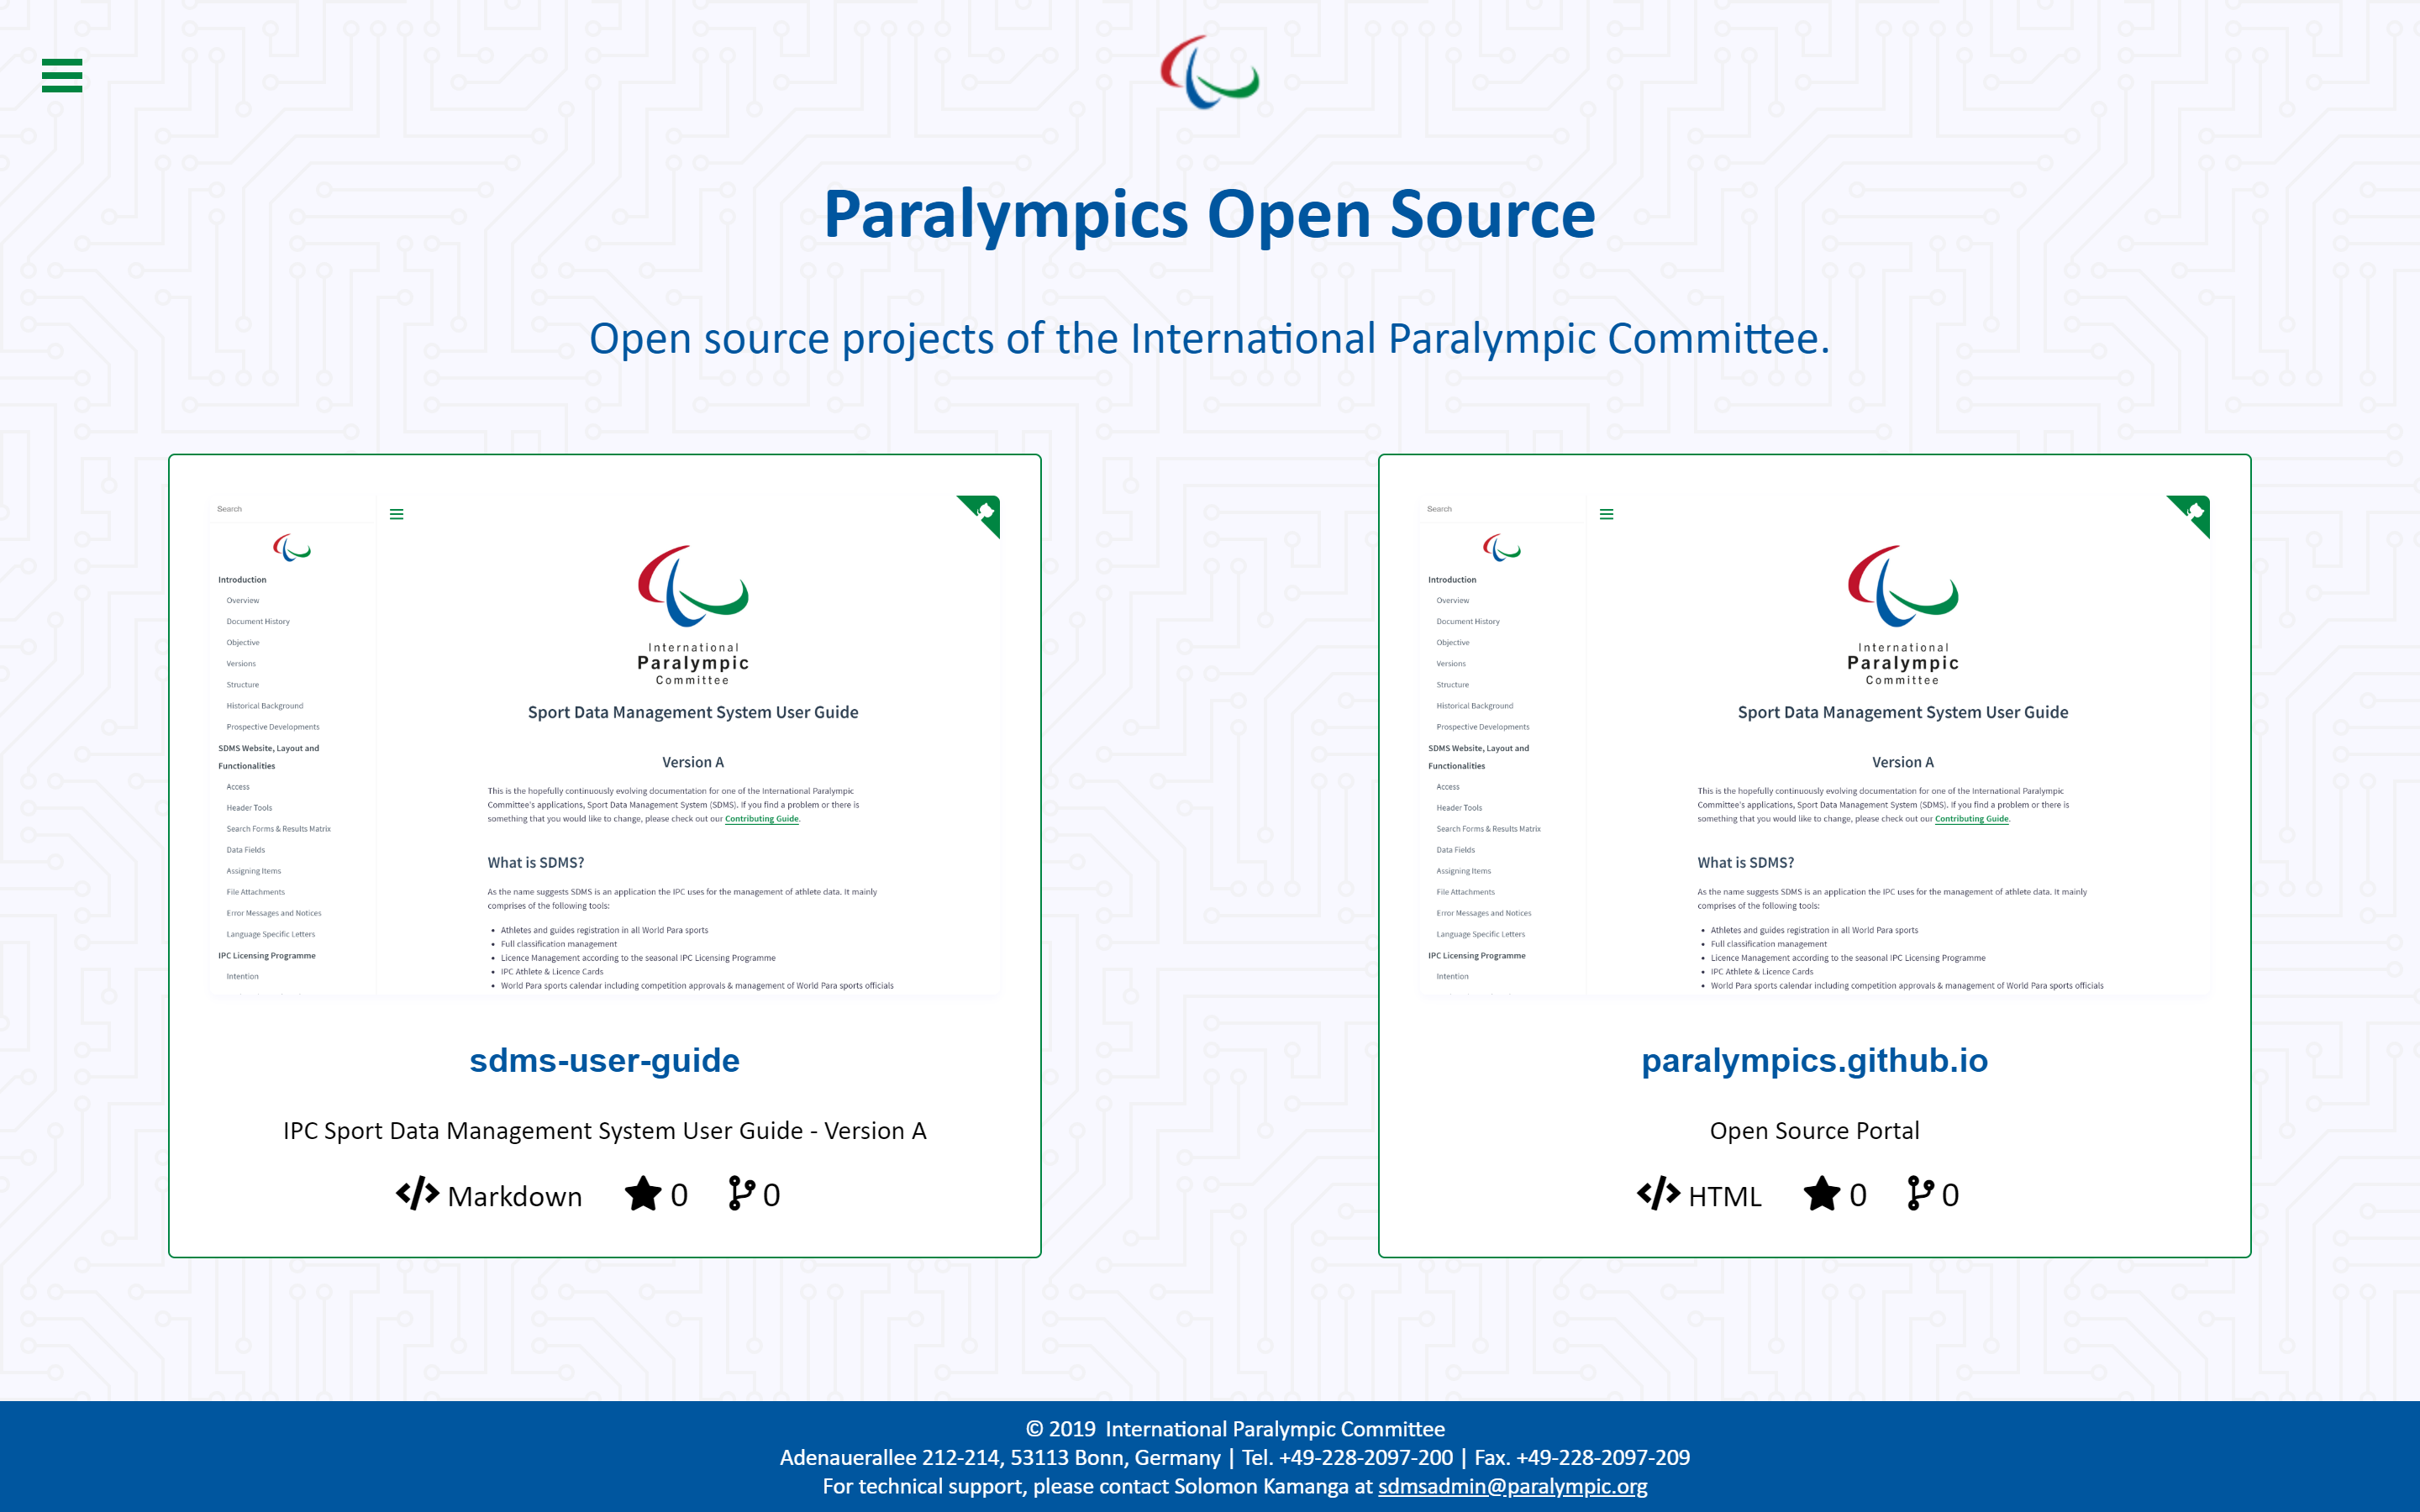 Paralympics Open Source
Open source projects of the International Paralympic Committee.
Search
Introduction
Overview
Document History
Objective
Versions
Structure
Historical Background
Prospective Developments
SDMS Website, Layout and
Functionalities
Access
Header Tools
Search Forms & Results Matrix
Data Fields
Assigning Items
File Attachments
Error Messages and Notices
Language Specific Letters
IPC Licensing Programme
Intention
International
Paralympic
Committee
Sport Data Management System User Guide
Version A
This is the hopefully continuously evolving documentation for one of the International Paralympic
Committee's applications, Sport Data Management System (SDMS). If you find a problem or there is
something that you would like to change, please check out our Contributing Guide.
What is SDMS?
As the name suggests SDMS is an application the IPC uses for the management of athlete data. It mainly
comprises of the following tools:
• Athletes and guides registration in all World Para sports
• Full classification management
• Licence Management according to the seasonal IPC Licensing Programme
• IPC Athlete & Licence Cards
• World Para sports calendar including competition approvals & management of World Para sports officials
sdms-user-guide
IPC Sport Data Management System User Guide - Version A
Markdown 0 0
Search
Introduction
Overview
Document History
Objective
Versions
Structure
Historical Background
Prospective Developments
SDMS Website, Layout and
Functionalities
Access
Header Tools
Search Forms & Results Matrix
Data Fields
Assigning Items
File Attachments
Error Messages and Notices
Language Specific Letters
IPC Licensing Programme
Intention
International
Paralympic
Committee
Sport Data Management System User Guide
Version A
This is the hopefully continuously evolving documentation for one of the International Paralympic
Committee's applications, Sport Data Management System (SDMS). If you find a problem or there is
something that you would like to change, please check out our Contributing Guide.
What is SDMS?
As the name suggests SDMS is an application the IPC uses for the management of athlete data. It mainly
comprises of the following tools:
• Athletes and guides registration in all World Para sports
• Full classification management
• Licence Management according to the seasonal IPC Licensing Programme
• IPC Athlete & Licence Cards
• World Para sports calendar including competition approvals & management of World Para sports officials
paralympics.github.io
Open Source Portal
HTML 0 0
© 2019 International Paralympic Committee
Adenauerallee 212-214, 53113 Bonn, Germany | Tel. +49-228-2097-200 | Fax. +49-228-2097-209
For technical support, please contact Solomon Kamanga at sdmsadmin@paralympic.org